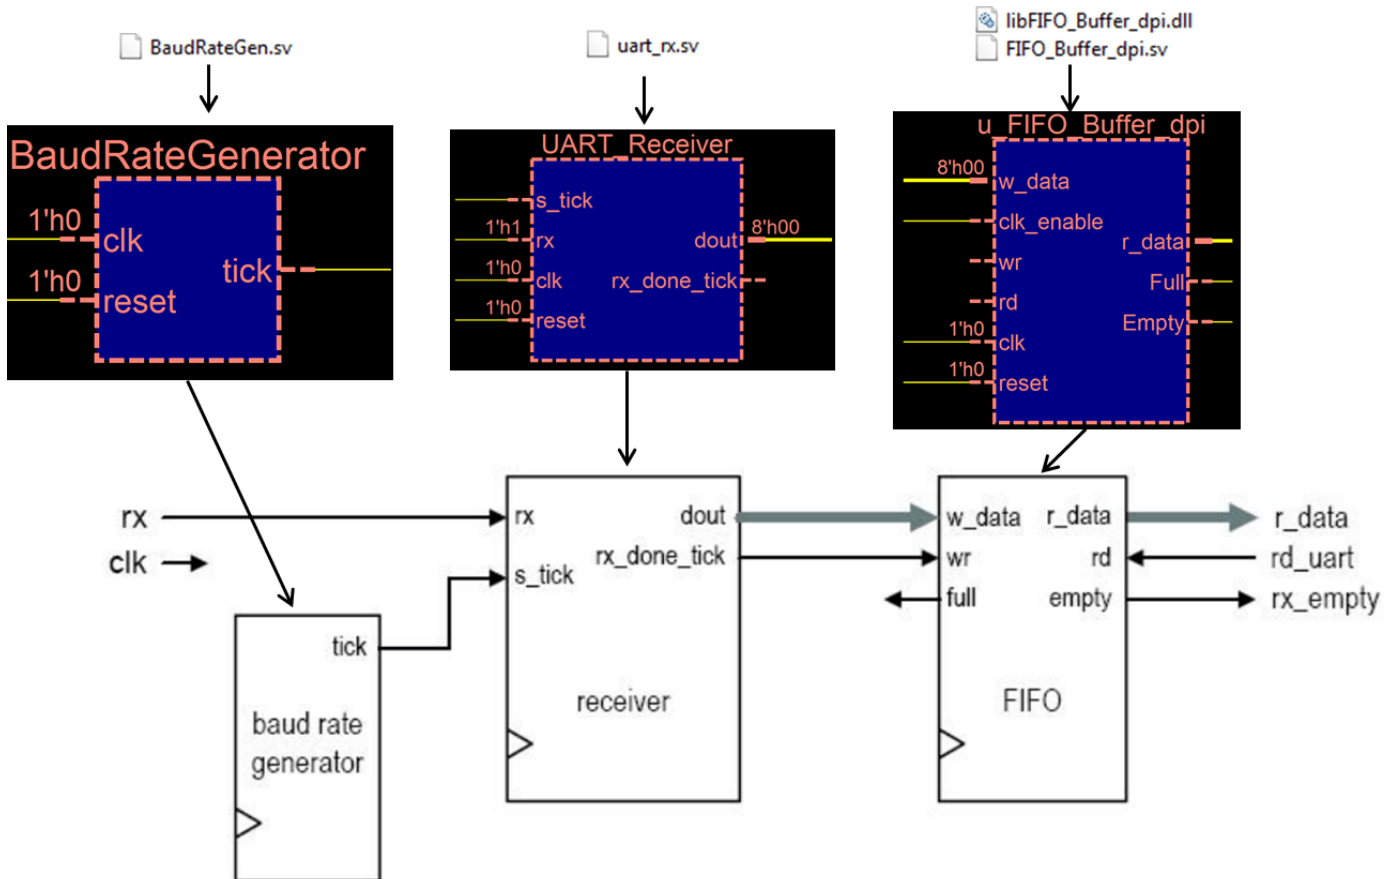 BaudRateGen.sv
uart_rx.sv
libFIFO_Buffer_dpi.dll
FIFO_Buffer_dpi.sv
BaudRateGenerator
1'h0
clk
1'h0
reset
tick
UART_Receiver
s_tick
1'h1
rx
dout
8'h00
1'h0
clk
rx_done_tick
1'h0
reset
u_FIFO_Buffer_dpi
8'h00
w_data
clk_enable
r_data
wr
Full
rd
Empty
1'h0
clk
1'h0
reset
rx
clk
rx
dout
rx_done_tick
s_tick
receiver
tick
baud rate
generator
w_data
r_data
wr
rd
full
empty
FIFO
r_data
rd_uart
rx_empty